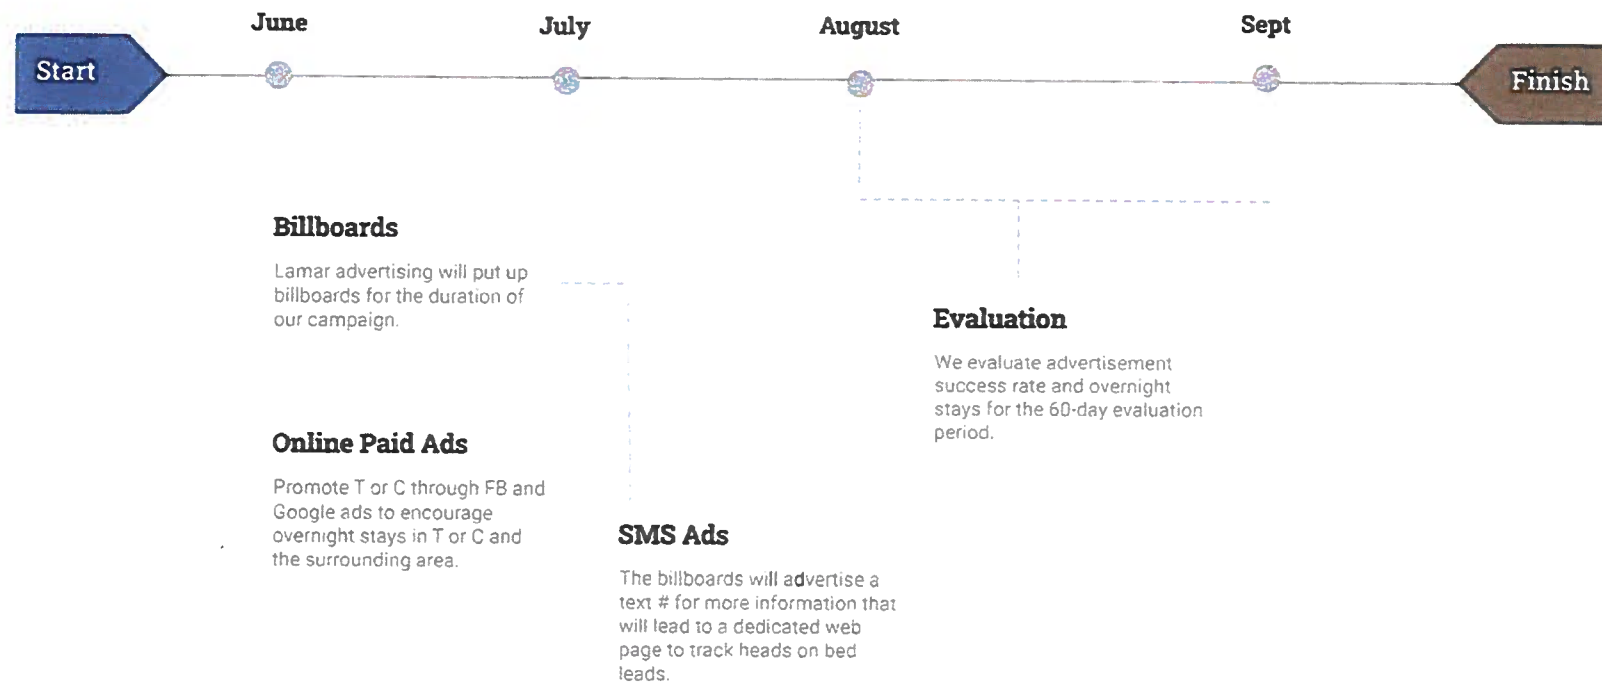 June
July
August
Sept
Start
Finish
Billboards
Lamar advertising will put up
billboards for the duration of
our campaign.
Evaluation
We evaluate advertisement
success rate and overnight
stays for the 60-day evaluation
period.
Online Paid Ads
Promote T or C through FB and
Google ads to encourage
overnight stays in T or C and
the surrounding area.
SMS Ads
The billboards will advertise a
text # for more information that
will lead to a dedicated web
page to track heads on bed
leads.